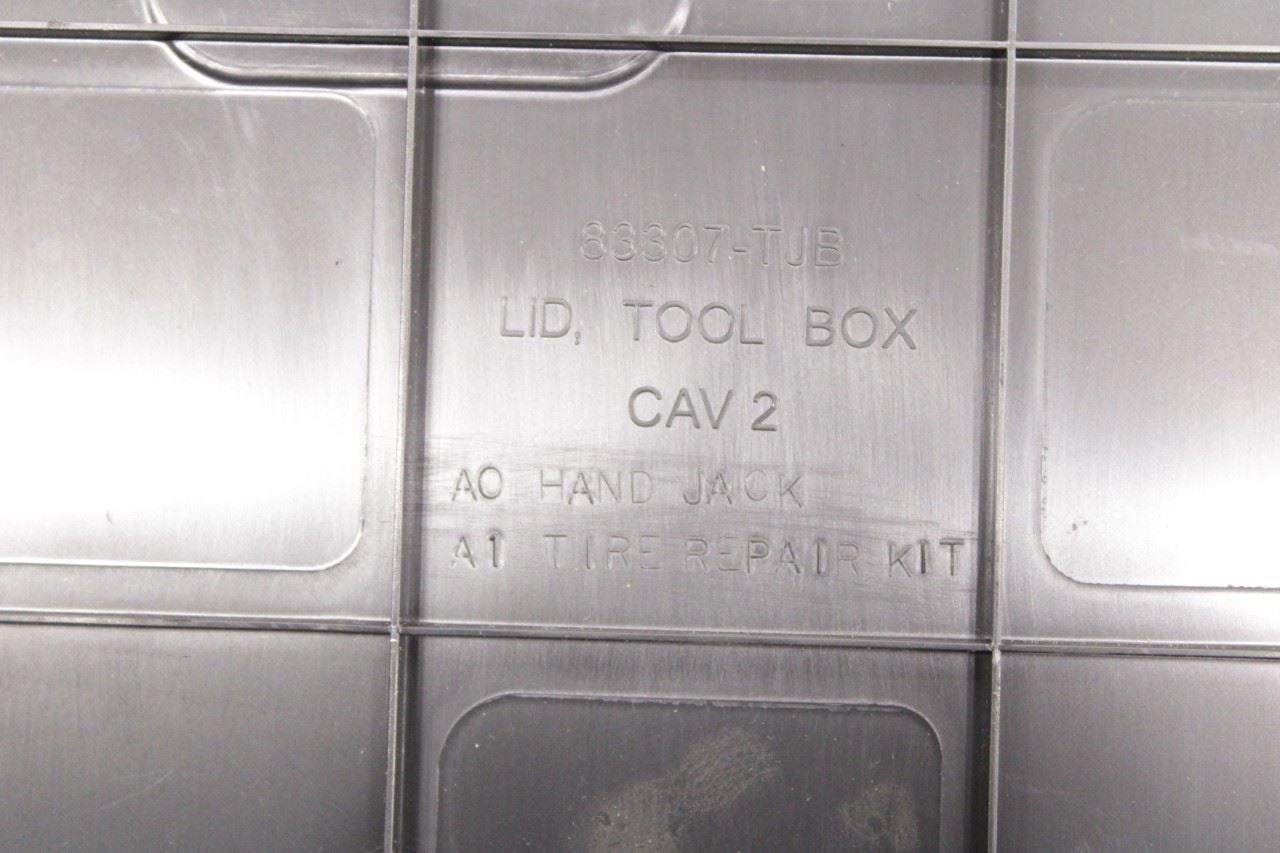 83307-TJB
LID, TOOL BOX
CAV 2
A0 HAND JACK
A1 TIRE REPAIR KIT